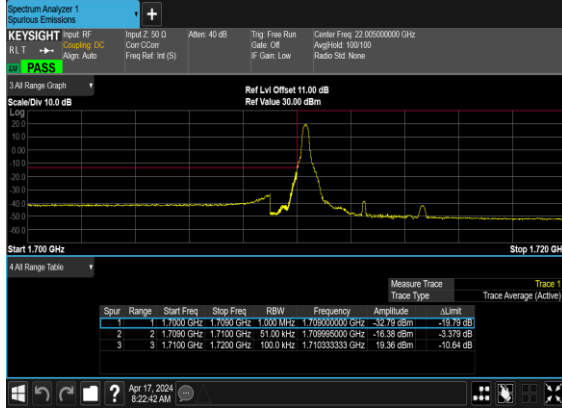 Spectrum Analyzer 1
Spurious Emissions
+
KEYSIGHT Input: RF Input Z: 50 Ω Atten: 40 dB Trig: Free Run Center Freq: 22.005000000 GHz
RLT Coupling: DC Corr CCorr Gate: Off Avg|Hold: 100/100
Align: Auto Freq Ref: Int (S) IF Gain: Low Radio Std: None
LXI PASS
3 All Range Graph Ref Lvl Offset 11.00 dB
Scale/Div 10.0 dB Ref Value 30.00 dBm
Log
20.0
10.0
0.00
-10.0
-20.0
-30.0
-40.0
-50.0
-60.0
Start 1.700 GHz Stop 1.720 GH
4 All Range Table
Measure Trace Trace 1
Trace Type Trace Average (Active)
Spur Range Start Freq Stop Freq RBW Frequency Amplitude ΔLimit
1 1 1.7000 GHz 1.7090 GHz 1.000 MHz 1.709000000 GHz -32.79 dBm -19.79 dB
2 2 1.7090 GHz 1.7100 GHz 51.00 kHz 1.709995000 GHz -16.38 dBm -3.379 dB
3 3 1.7100 GHz 1.7200 GHz 100.0 kHz 1.710333333 GHz 19.36 dBm -10.64 dB
? Apr 17, 2024
8:22:42 AM